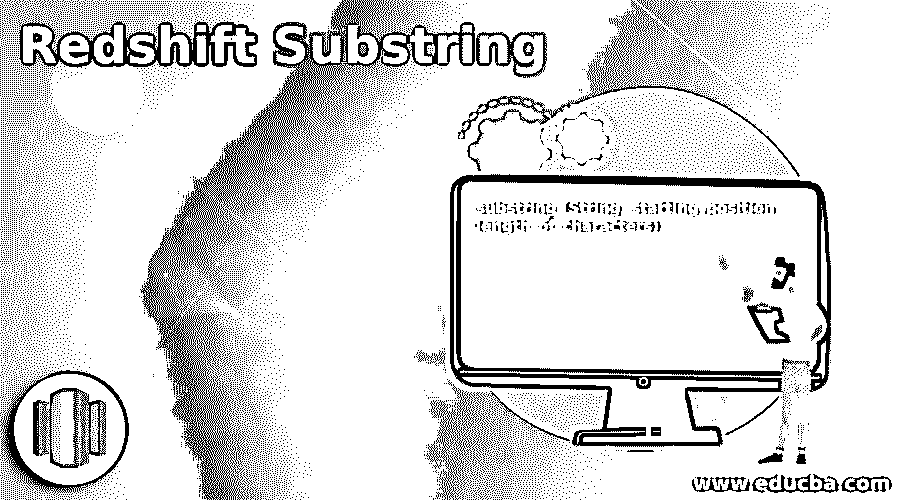 Redshift Substring
substring (String, starting position
length of characters)
www.educba.com